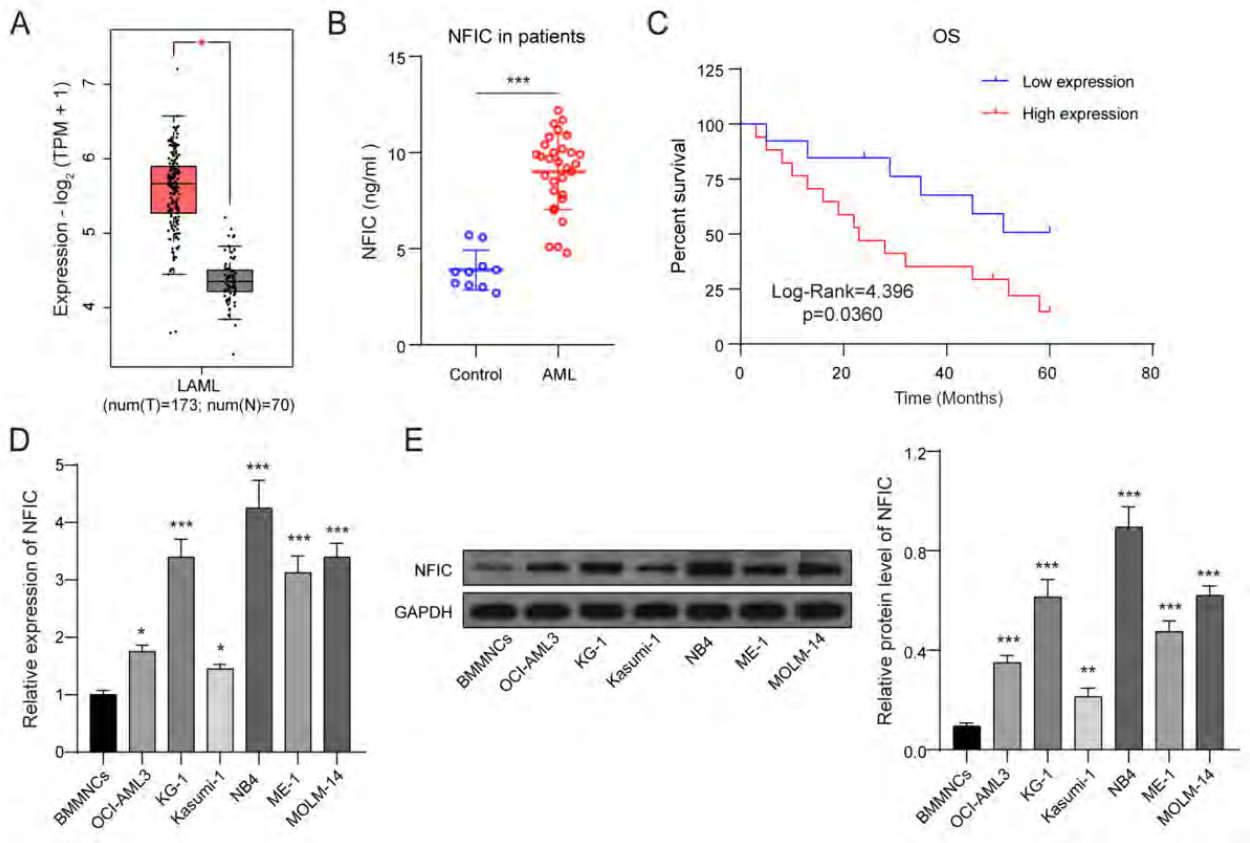 A
Expression - log₂ (TPM + 1)
7
6
5
4
*
LAML
(num(T)=173; num(N)=70)
B
NFIC in patients
NFIC (ng/ml)
15
10
5
0
***
Control
AML
C
OS
Percent survival
125
100
75
50
25
0
Low expression
High expression
Log-Rank=4.396
p=0.0360
0
20
40
60
80
Time (Months)
D
Relative expression of NFIC
5
4
3
2
1
0
*
***
*
***
***
***
BMMNCs
OCI-AML3
KG-1
Kasumi-1
NB4
ME-1
MOLM-14
E
NFIC
GAPDH
BMMNCs
OCI-AML3
KG-1
Kasumi-1
NB4
ME-1
MOLM-14
Relative protein level of NFIC
1.2
0.8
0.4
0.0
***
***
**
***
***
***
BMMNCs
OCI-AML3
KG-1
Kasumi-1
NB4
ME-1
MOLM-14